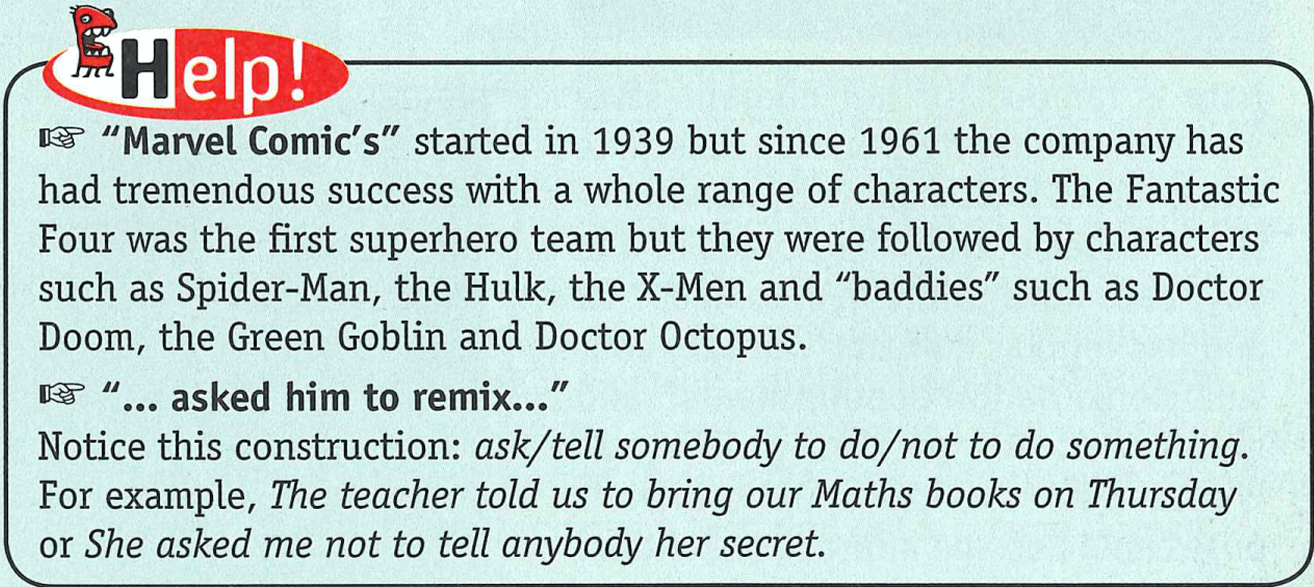 Help!
☞ “Marvel Comic’s” started in 1939 but since 1961 the company has
had tremendous success with a whole range of characters. The Fantastic
Four was the first superhero team but they were followed by characters
such as Spider-Man, the Hulk, the X-Men and “baddies” such as Doctor
Doom, the Green Goblin and Doctor Octopus.
☞ “... asked him to remix...”
Notice this construction: ask/tell somebody to do/not to do something.
For example, The teacher told us to bring our Maths books on Thursday
or She asked me not to tell anybody her secret.